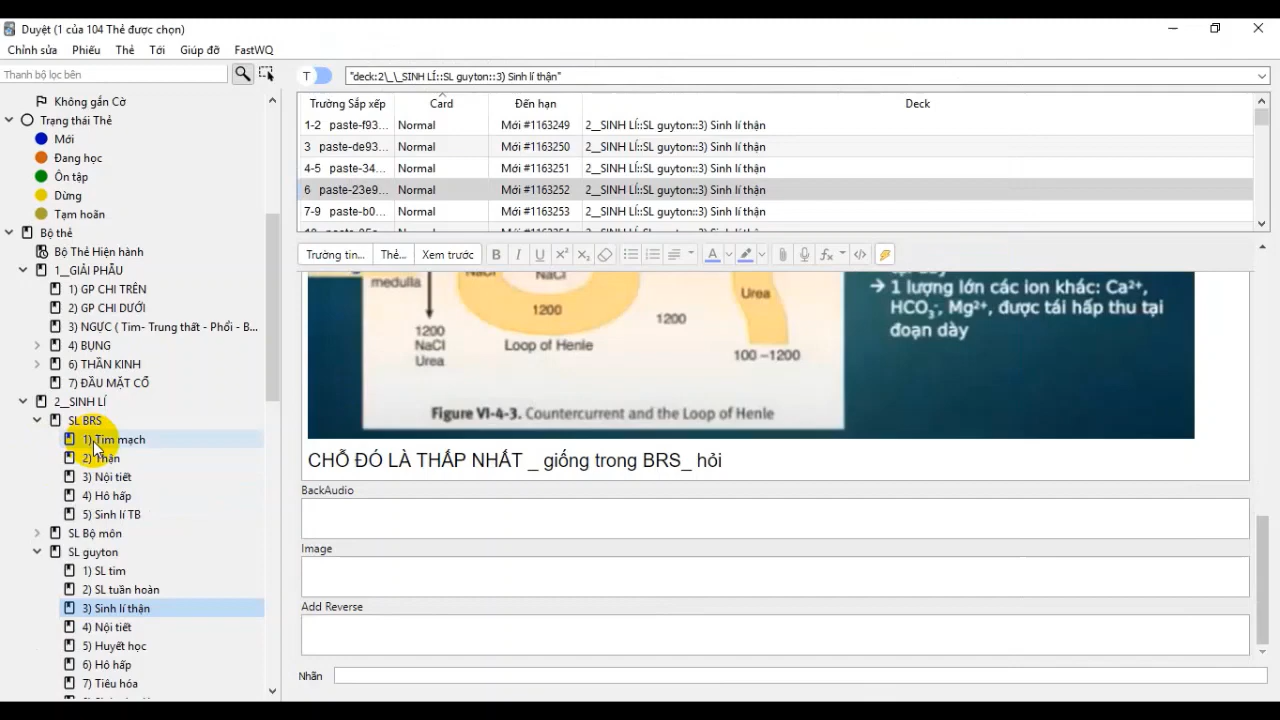 Duyệt (1 của 104 Thẻ được chọn)
Chỉnh sửa Phiếu Thẻ Tới Giúp đỡ FastWQ
Thanh bộ lọc bên
T "deck:2\_\_SINH LÍ::SL guyton::3) Sinh lí thận"
Không gắn Cờ
Trạng thái Thẻ
Mới
Đang học
Ôn tập
Dừng
Tạm hoãn
Bộ thẻ
Bộ Thẻ Hiện hành
1__GIẢI PHẪU
1) GP CHI TRÊN
2) GP CHI DƯỚI
3) NGỰC ( Tim- Trung thất - Phổi - B...
4) BỤNG
6) THẦN KINH
7) ĐẦU MẶT CỔ
2__SINH LÍ
SL BRS
1) Tim mạch
2) Thận
3) Nội tiết
4) Hô hấp
5) Sinh lí TB
SL Bộ môn
SL guyton
1) SL tim
2) SL tuần hoàn
3) Sinh lí thận
4) Nội tiết
5) Huyết học
6) Hô hấp
7) Tiêu hóa
Trường Sắp xếp Card Đến hạn Deck
1-2 paste-f93... Normal Mới #1163249 2__SINH LÍ::SL guyton::3) Sinh lí thận
3 paste-de93... Normal Mới #1163250 2__SINH LÍ::SL guyton::3) Sinh lí thận
4-5 paste-34... Normal Mới #1163251 2__SINH LÍ::SL guyton::3) Sinh lí thận
6 paste-23e9... Normal Mới #1163252 2__SINH LÍ::SL guyton::3) Sinh lí thận
7-9 paste-b0... Normal Mới #1163253 2__SINH LÍ::SL guyton::3) Sinh lí thận
Trường tin... Thẻ... Xem trước B I U X² X₂ A fx </>
medulla
NaCl
1200
1200
NaCl
Urea
Loop of Henle
1200
Urea
100–1200
Figure VI-4-3. Countercurrent and the Loop of Henle
→ 1 lượng lớn các ion khác: Ca²⁺,
HCO₃⁻, Mg²⁺, được tái hấp thu tại
đoạn dày
CHỖ ĐÓ LÀ THẤP NHẤT _ giống trong BRS_ hỏi
BackAudio
Image
Add Reverse
Nhãn